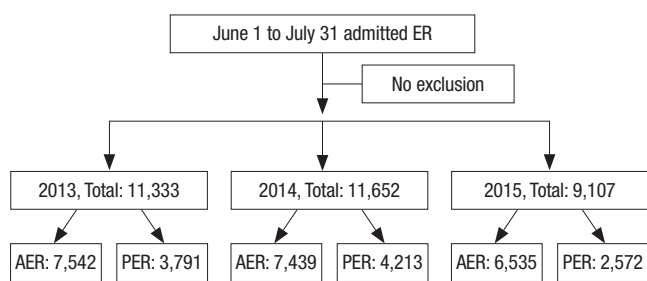 June 1 to July 31 admitted ER
No exclusion
2013, Total: 11,333
2014, Total: 11,652
2015, Total: 9,107
AER: 7,542
PER: 3,791
AER: 7,439
PER: 4,213
AER: 6,535
PER: 2,572